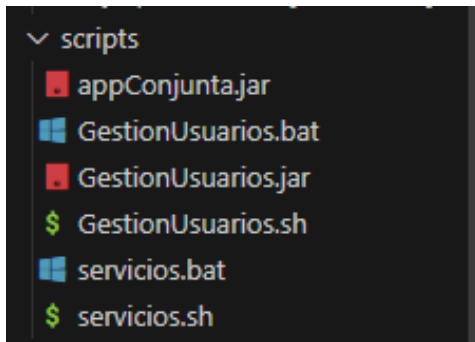 scripts
appConjunta.jar
GestionUsuarios.bat
GestionUsuarios.jar
$ GestionUsuarios.sh
servicios.bat
$ servicios.sh